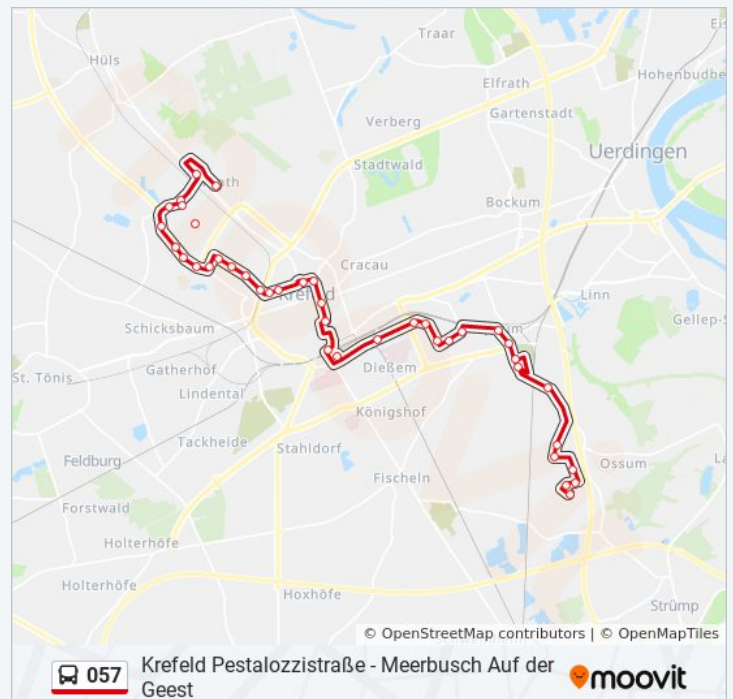 Traar
Hüls
Hohenbudbe
Elfrath
Gartenstadt
Verberg
Uerdingen
Stadtwald
Bockum
Cracau
Linn
Krefeld
Gellep-S
Schicksbaum
Gatherhof
Dießem
St. Tönis
Lindental
Königshof
Tackheide
Stahldorf
Feldburg
Ossum
Fischeln
Forstwald
Holterhöfe
Holterhöfe
Hoxhöfe
Strümp
© OpenStreetMap contributors | © OpenMapTiles
057
Krefeld Pestalozzistraße - Meerbusch Auf der
Geest
moovit